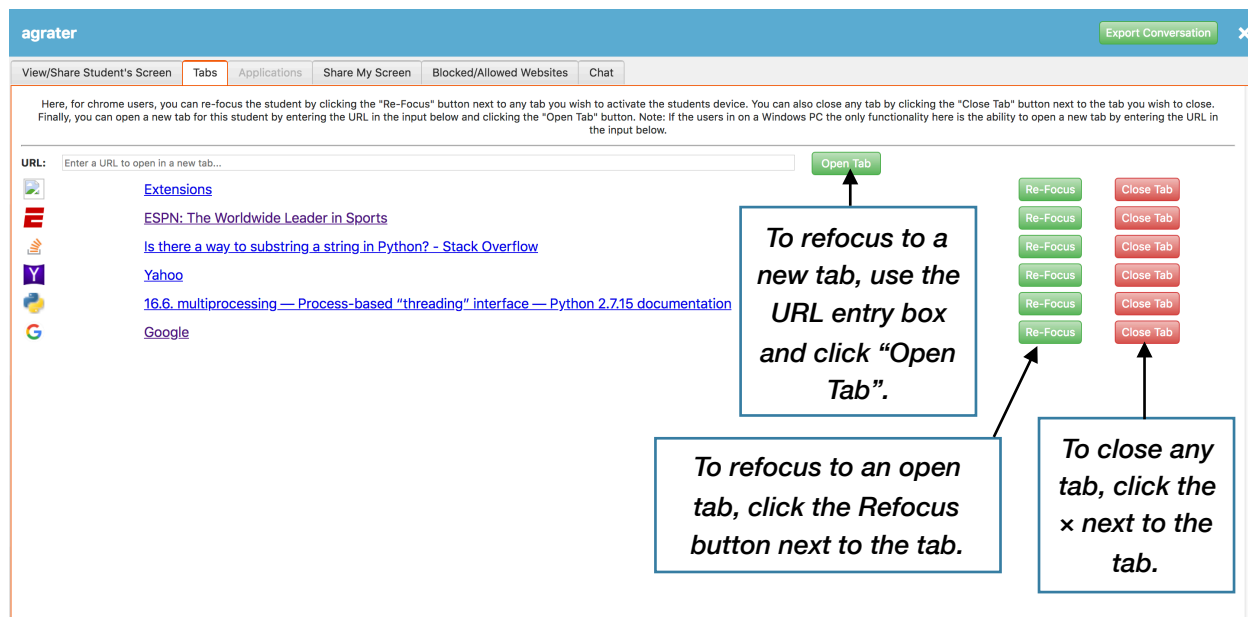 agrater
Export Conversation
×
View/Share Student's Screen
Tabs
Applications
Share My Screen
Blocked/Allowed Websites
Chat
Here, for chrome users, you can re-focus the student by clicking the "Re-Focus" button next to any tab you wish to activate the students device. You can also close any tab by clicking the "Close Tab" button next to the tab you wish to close.
Finally, you can open a new tab for this student by entering the URL in the input below and clicking the "Open Tab" button. Note: If the users in on a Windows PC the only functionality here is the ability to open a new tab by entering the URL in
the input below.
URL: Enter a URL to open in a new tab... Open Tab
Extensions Re-Focus Close Tab
ESPN: The Worldwide Leader in Sports Re-Focus Close Tab
Is there a way to substring a string in Python? - Stack Overflow Re-Focus Close Tab
Yahoo Re-Focus Close Tab
16.6. multiprocessing — Process-based “threading” interface — Python 2.7.15 documentation Re-Focus Close Tab
Google Re-Focus Close Tab
To refocus to a
new tab, use the
URL entry box
and click “Open
Tab”.
To refocus to an open
tab, click the Refocus
button next to the tab.
To close any
tab, click the
× next to the
tab.